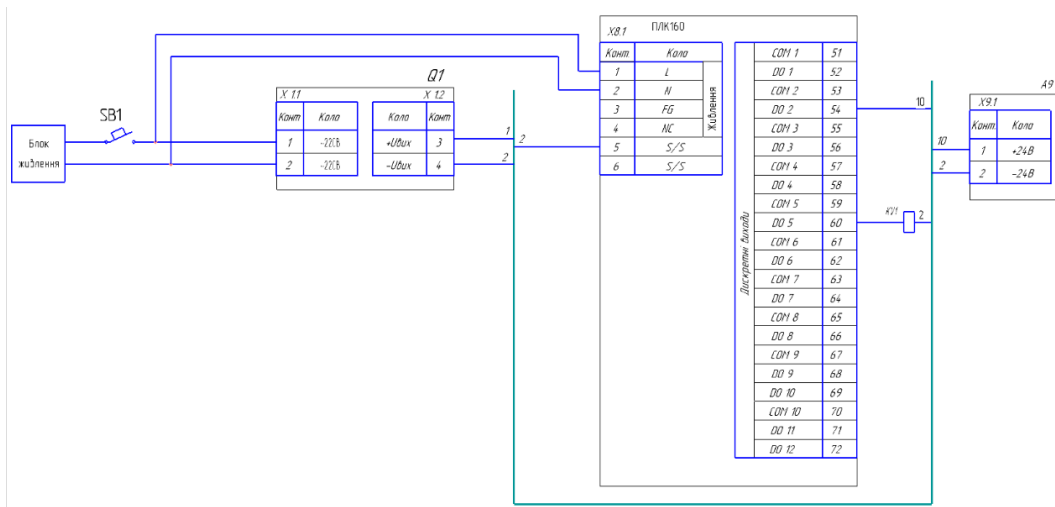 Блок
живлення
SB1
Q1
X 1.1
X 1.2
Конт
Кола
Кола
Конт
1
~220В
+Uвих
3
2
~220В
-Uвих
4
1
2
2
X8.1
ПЛК160
Конт
Кола
1
L
2
N
3
FG
4
NC
5
S/S
6
S/S
Живлення
Дискретні виходи
COM 1
51
DO 1
52
COM 2
53
DO 2
54
COM 3
55
DO 3
56
COM 4
57
DO 4
58
COM 5
59
DO 5
60
COM 6
61
DO 6
62
COM 7
63
DO 7
64
COM 8
65
DO 8
66
COM 9
67
DO 9
68
DO 10
69
COM 10
70
DO 11
71
DO 12
72
10
KV1
2
10
2
A9
X9.1
Конт
Кола
1
+24В
2
-24В